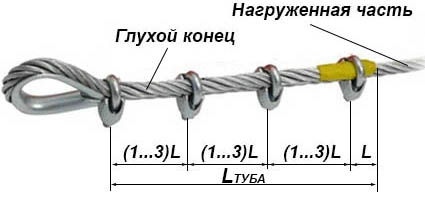 Нагруженная часть
Глухой конец
(1...3)L (1...3)L (1...3)L L
LТУБА